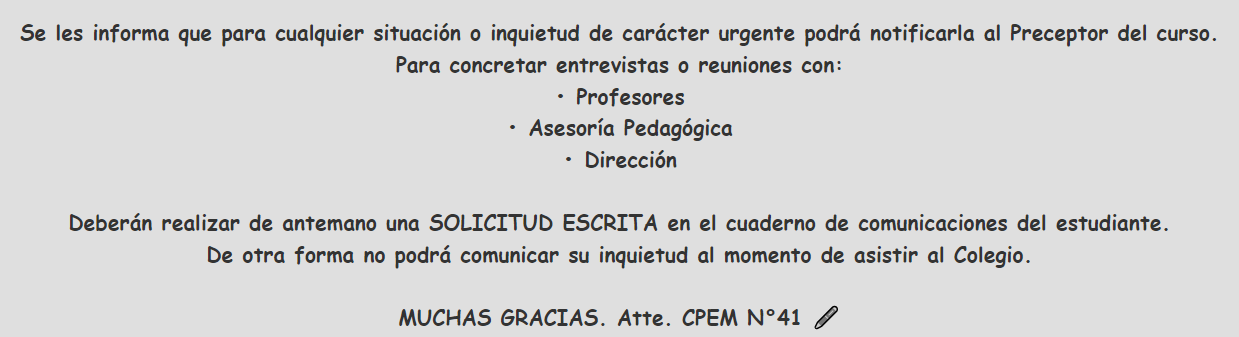 Se les informa que para cualquier situación o inquietud de carácter urgente podrá notificarla al Preceptor del curso.
Para concretar entrevistas o reuniones con:
• Profesores
• Asesoría Pedagógica
• Dirección
Deberán realizar de antemano una SOLICITUD ESCRITA en el cuaderno de comunicaciones del estudiante.
De otra forma no podrá comunicar su inquietud al momento de asistir al Colegio.
MUCHAS GRACIAS. Atte. CPEM N°41